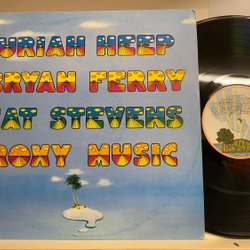 URIAH HEEP
BRYAN FERRY
CAT STEVENS
ROXY MUSIC